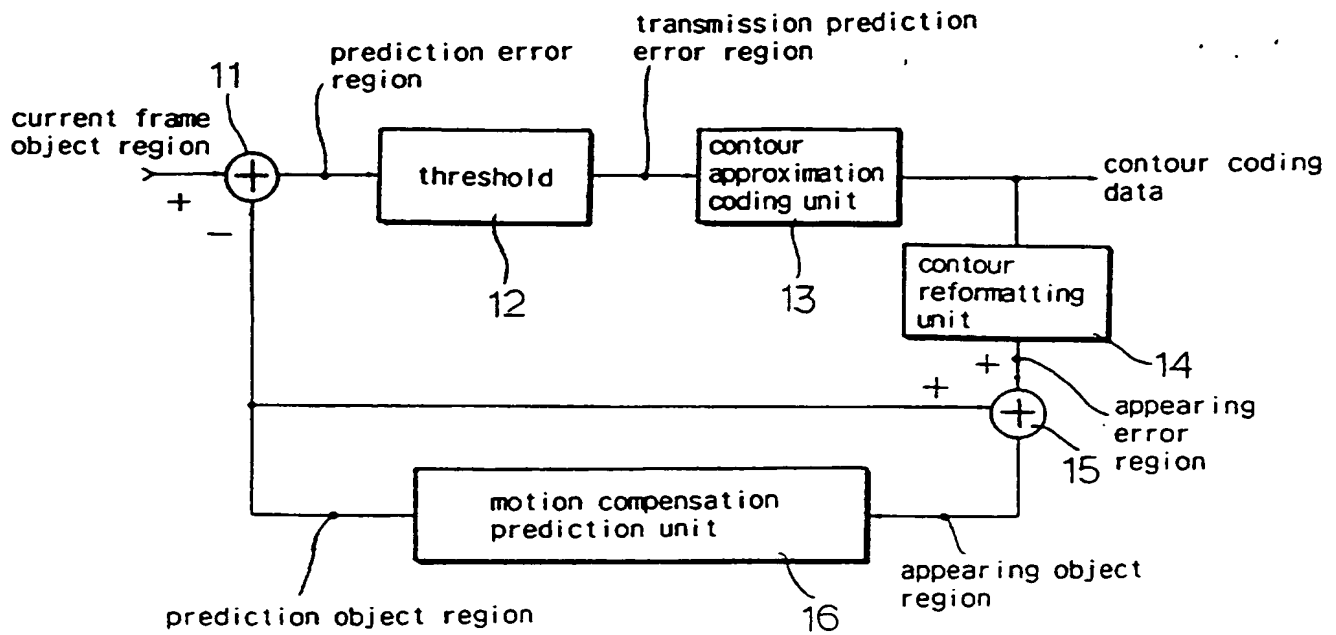 transmission prediction
error region
prediction error
region
11
current frame
object region
+
−
+
threshold
12
contour
approximation
coding unit
13
contour coding
data
contour
reformatting
unit
14
+
+
+
15
appearing
error
region
motion compensation
prediction unit
16
appearing object
region
prediction object region